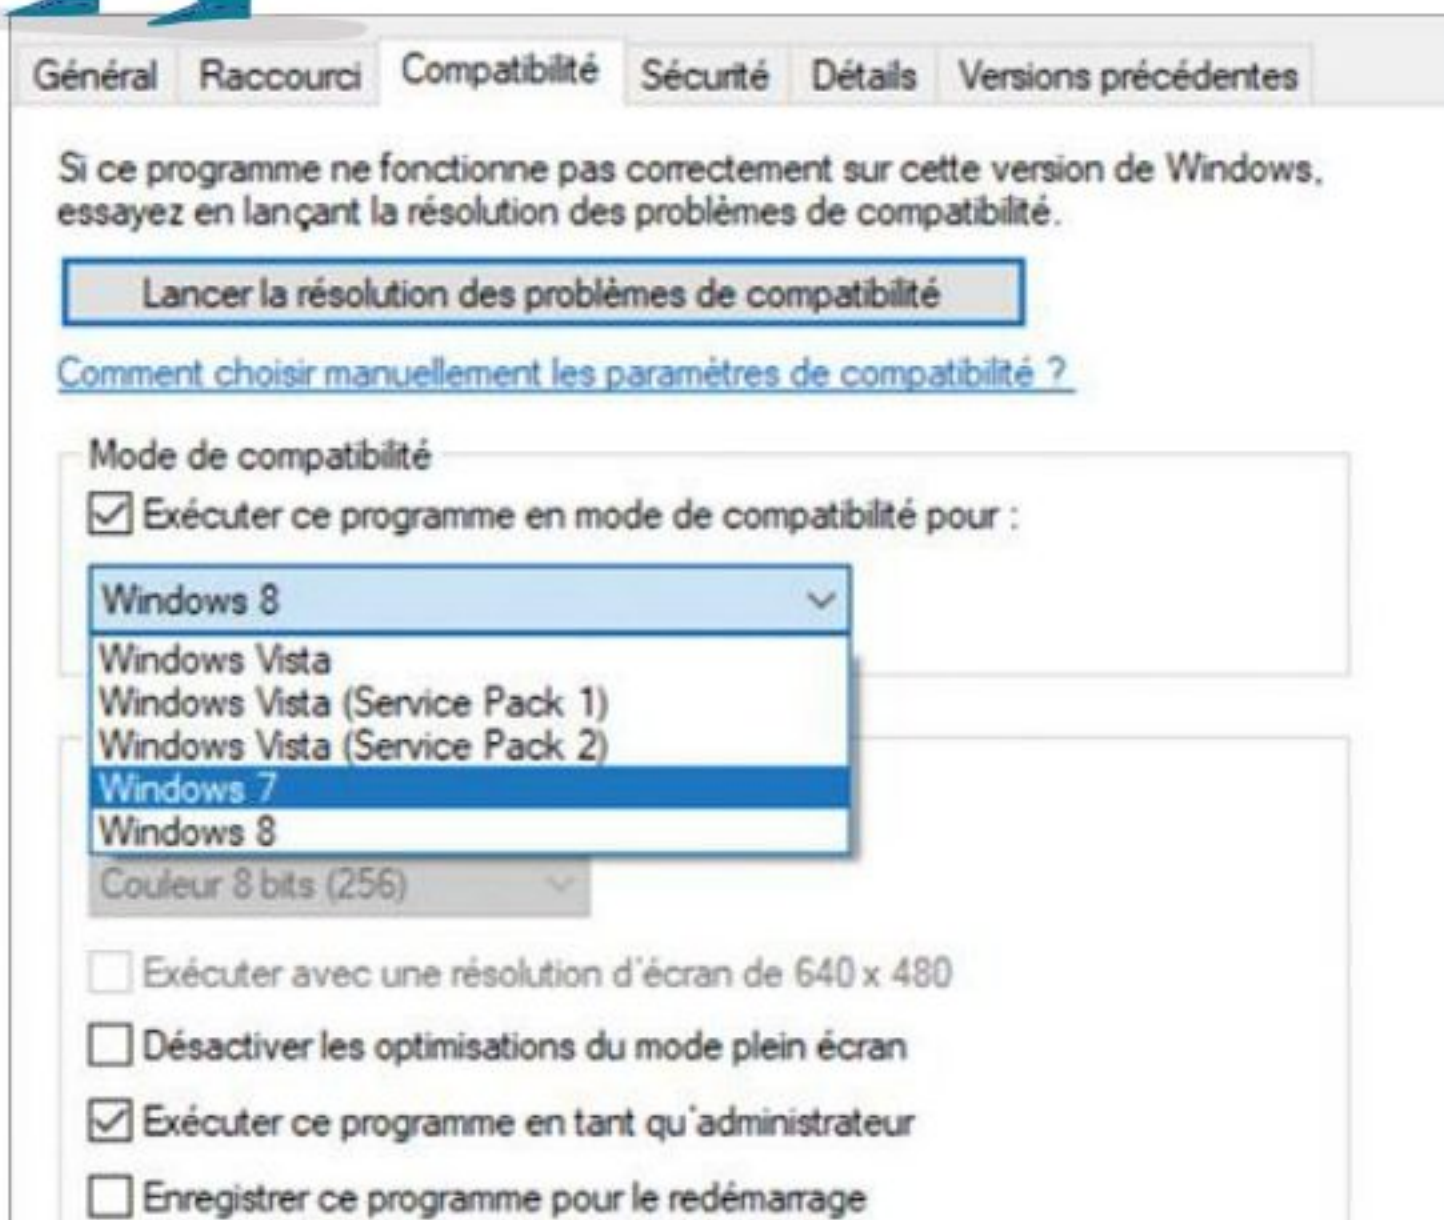 Général Raccourci Compatibilité Sécurité Détails Versions précédentes
Si ce programme ne fonctionne pas correctement sur cette version de Windows,
essayez en lançant la résolution des problèmes de compatibilité.
Lancer la résolution des problèmes de compatibilité
Comment choisir manuellement les paramètres de compatibilité ?
Mode de compatibilité
Exécuter ce programme en mode de compatibilité pour :
Windows 8
Windows Vista
Windows Vista (Service Pack 1)
Windows Vista (Service Pack 2)
Windows 7
Windows 8
Couleur 8 bits (256)
Exécuter avec une résolution d'écran de 640 x 480
Désactiver les optimisations du mode plein écran
Exécuter ce programme en tant qu'administrateur
Enregistrer ce programme pour le redémarrage